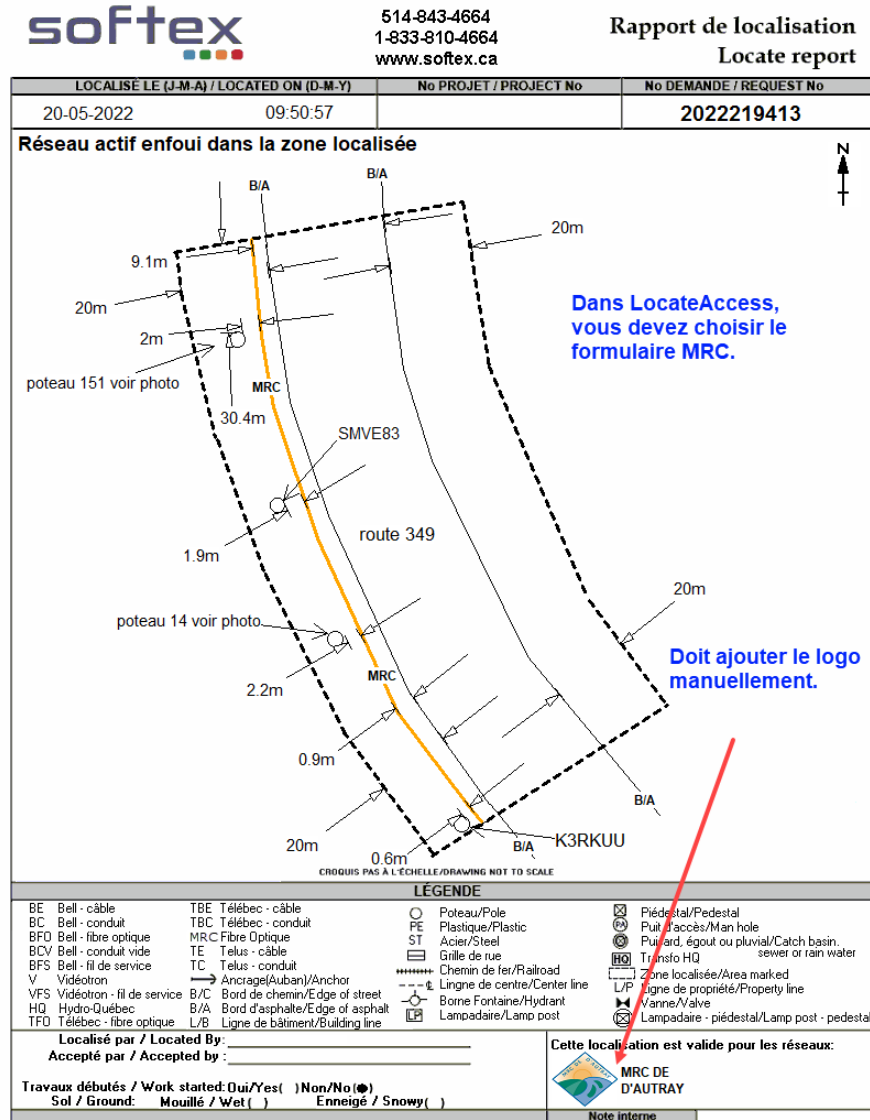 softex
514-843-4664
1-833-810-4664
www.softex.ca
Rapport de localisation
Locate report
LOCALISÉ LE (J-M-A) / LOCATED ON (D-M-Y)
No PROJET / PROJECT No
No DEMANDE / REQUEST No
20-05-2022 09:50:57
2022219413
Réseau actif enfoui dans la zone localisée
N
B/A
B/A
20m
9.1m
20m
Dans LocateAccess,
vous devez choisir le
formulaire MRC.
2m
poteau 151 voir photo
MRC
30.4m
SMVE83
route 349
1.9m
20m
poteau 14 voir photo
Doit ajouter le logo
manuellement.
MRC
2.2m
0.9m
B/A
20m
0.6m
B/A
K3RKUU
CROQUIS PAS À L'ÉCHELLE/DRAWING NOT TO SCALE
LÉGENDE
BE Bell - câble
BC Bell - conduit
BFO Bell - fibre optique
BCV Bell - conduit vide
BFS Bell - fil de service
V Vidéotron
VFS Vidéotron - fil de service
HQ Hydro-Québec
TFO Télébec - fibre optique
TBE Télébec - câble
TBC Télébec - conduit
MRC Fibre Optique
TE Telus - câble
TC Telus - conduit
Ancrage(Auban)/Anchor
B/C Bord de chemin/Edge of street
B/A Bord d'asphalte/Edge of asphalt
L/B Ligne de bâtiment/Building line
Poteau/Pole
PE Plastique/Plastic
ST Acier/Steel
Grille de rue
Chemin de fer/Railroad
Lingne de centre/Center line
Borne Fontaine/Hydrant
LP Lampadaire/Lamp post
Piédestal/Pedestal
PA Puit d'accès/Man hole
Puisard, égout ou pluvial/Catch basin.
sewer or rain water
HQ Transfo HQ
Zone localisée/Area marked
L/P Ligne de propriété/Property line
Vanne/Valve
Lampadaire - piédestal/Lamp post - pedestal
Localisé par / Located By:
Accepté par / Accepted by :
Travaux débutés / Work started: Oui/Yes( ) Non/No(●)
Sol / Ground: Mouillé / Wet( ) Enneigé / Snowy( )
Cette localisation est valide pour les réseaux:
MRC DE D'AUTRAY
MRC DE
D'AUTRAY
Note interne